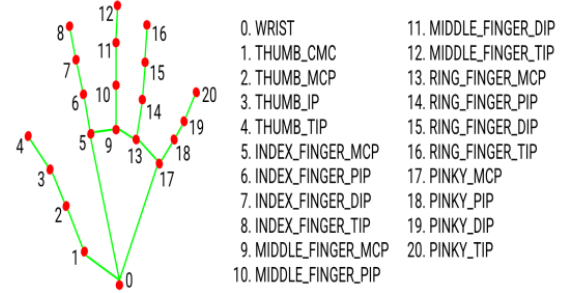 12
8
16
11
7
15
10
20
6
14
19
4
5
9
13
18
3
17
2
1
0
0. WRIST
1. THUMB_CMC
2. THUMB_MCP
3. THUMB_IP
4. THUMB_TIP
5. INDEX_FINGER_MCP
6. INDEX_FINGER_PIP
7. INDEX_FINGER_DIP
8. INDEX_FINGER_TIP
9. MIDDLE_FINGER_MCP
10. MIDDLE_FINGER_PIP
11. MIDDLE_FINGER_DIP
12. MIDDLE_FINGER_TIP
13. RING_FINGER_MCP
14. RING_FINGER_PIP
15. RING_FINGER_DIP
16. RING_FINGER_TIP
17. PINKY_MCP
18. PINKY_PIP
19. PINKY_DIP
20. PINKY_TIP